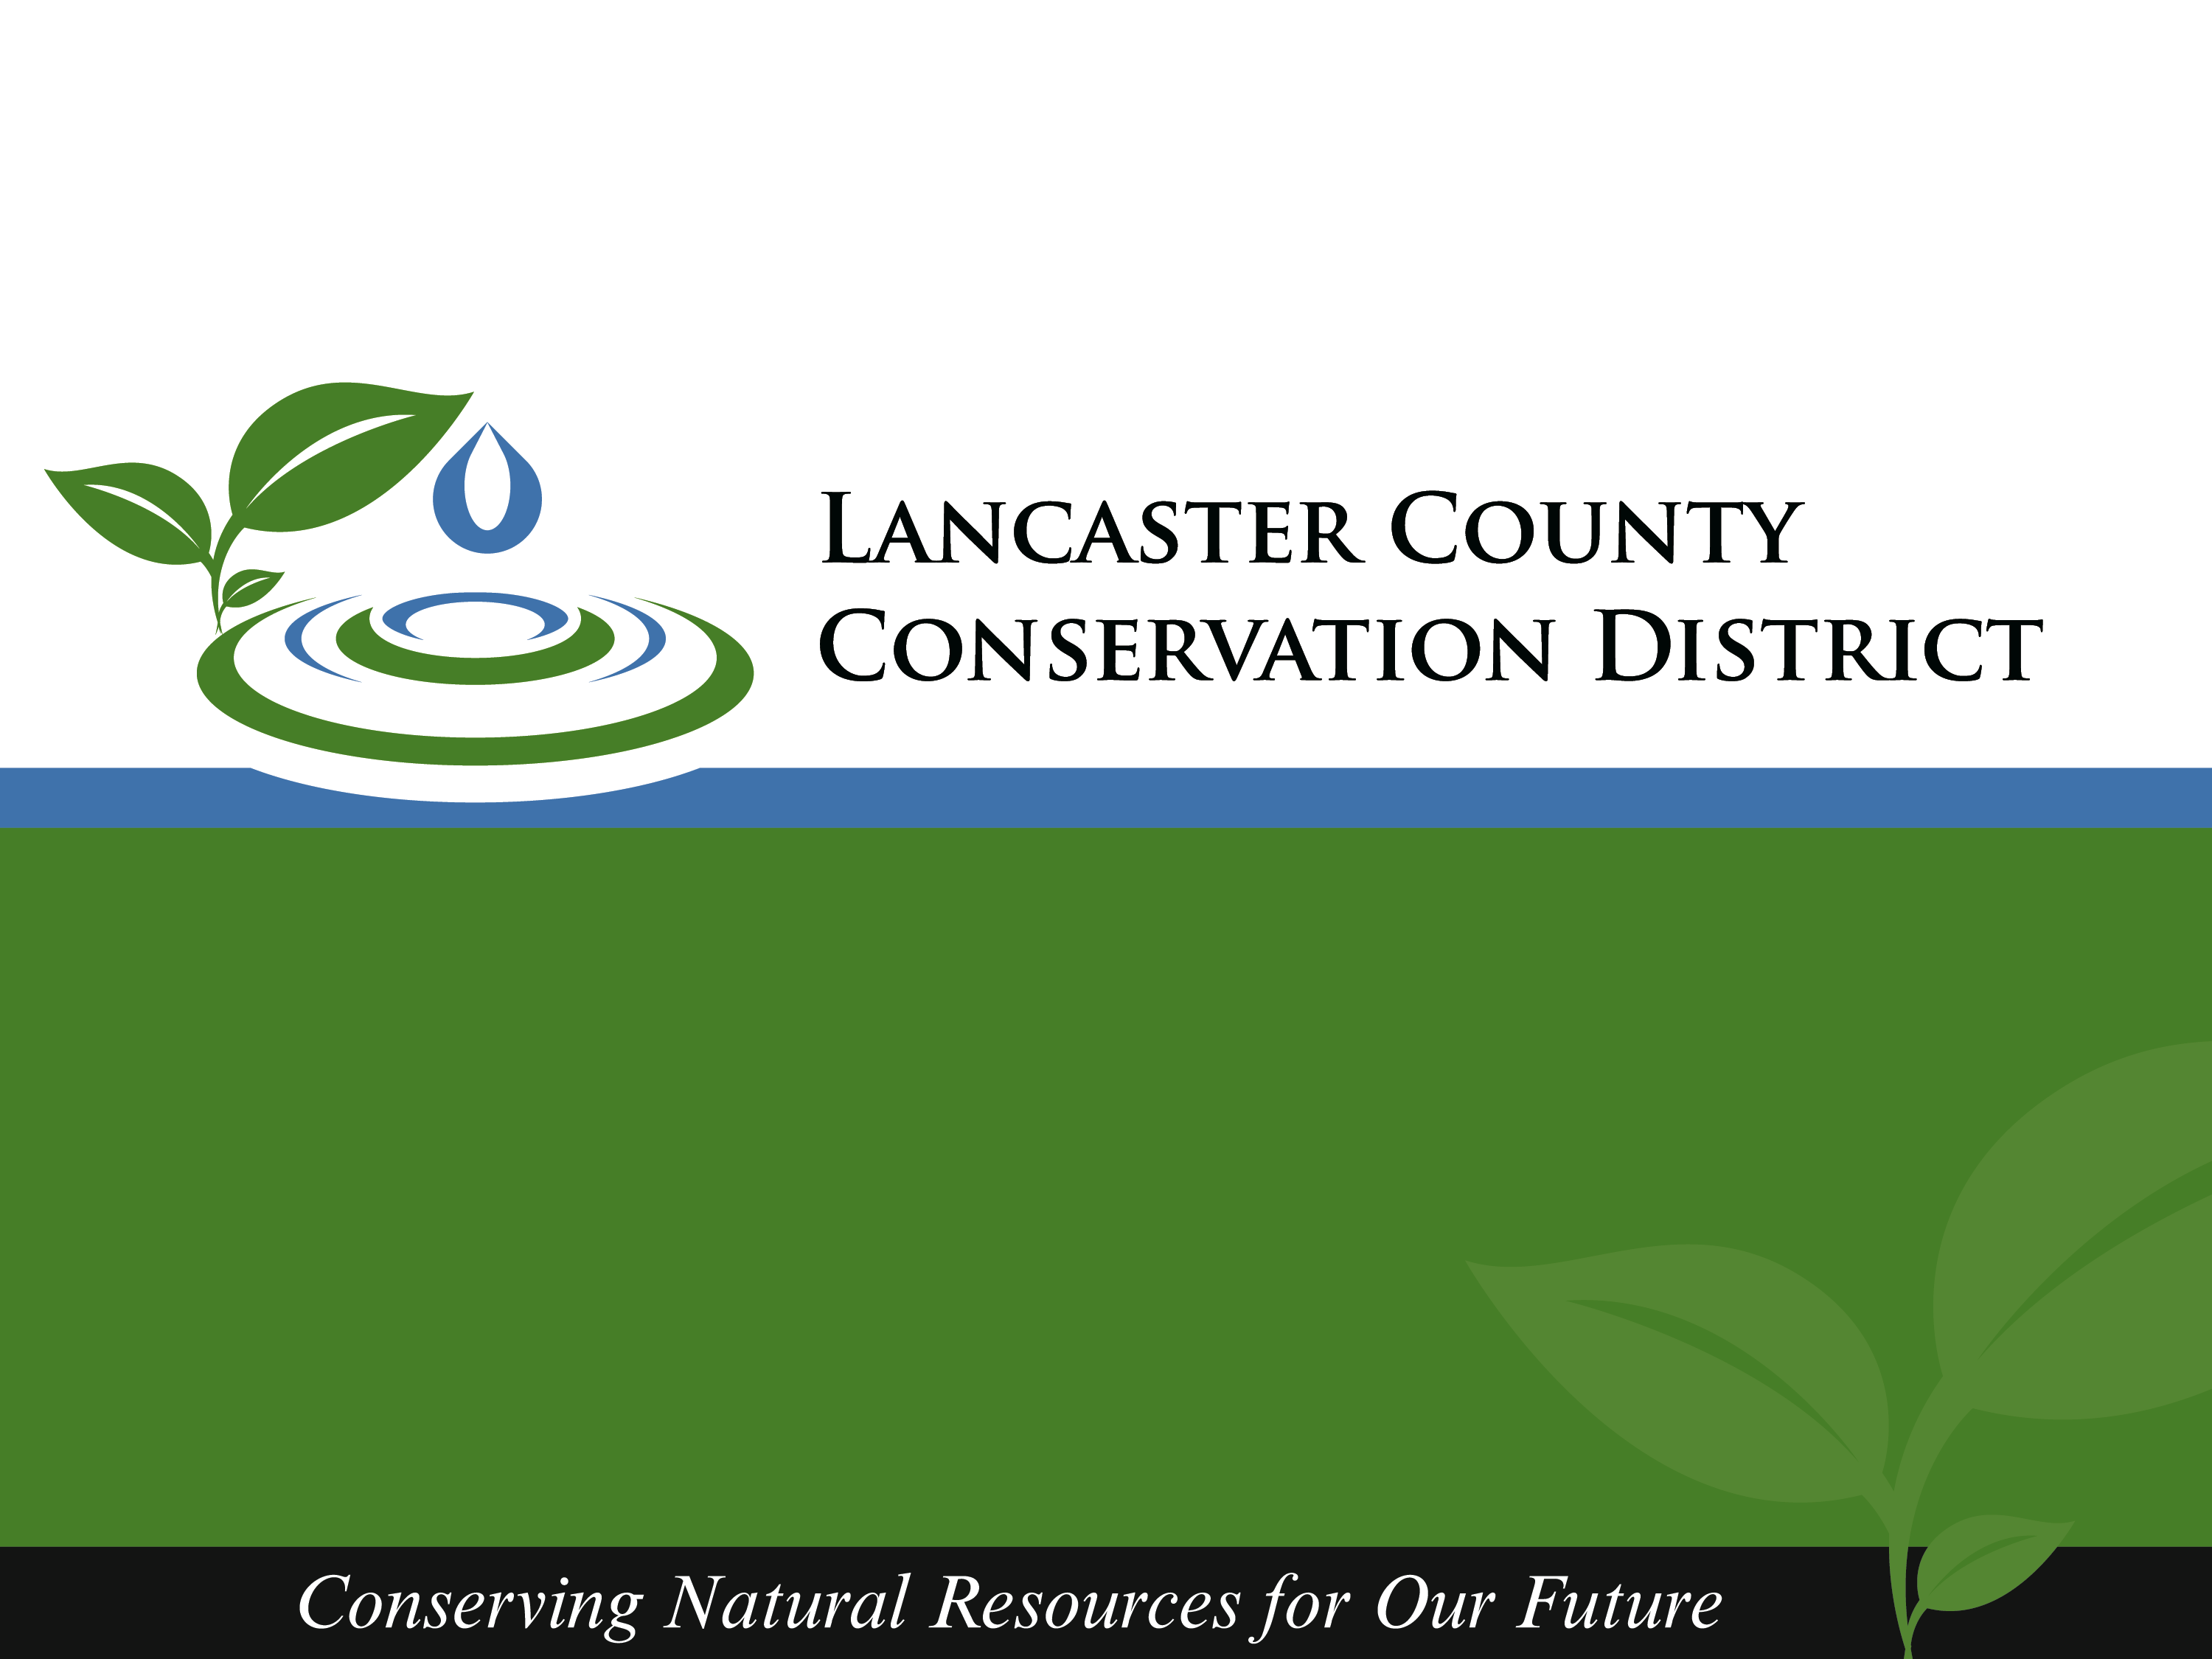 Lancaster County
Conservation District
Conserving Natural Resources for Our Future